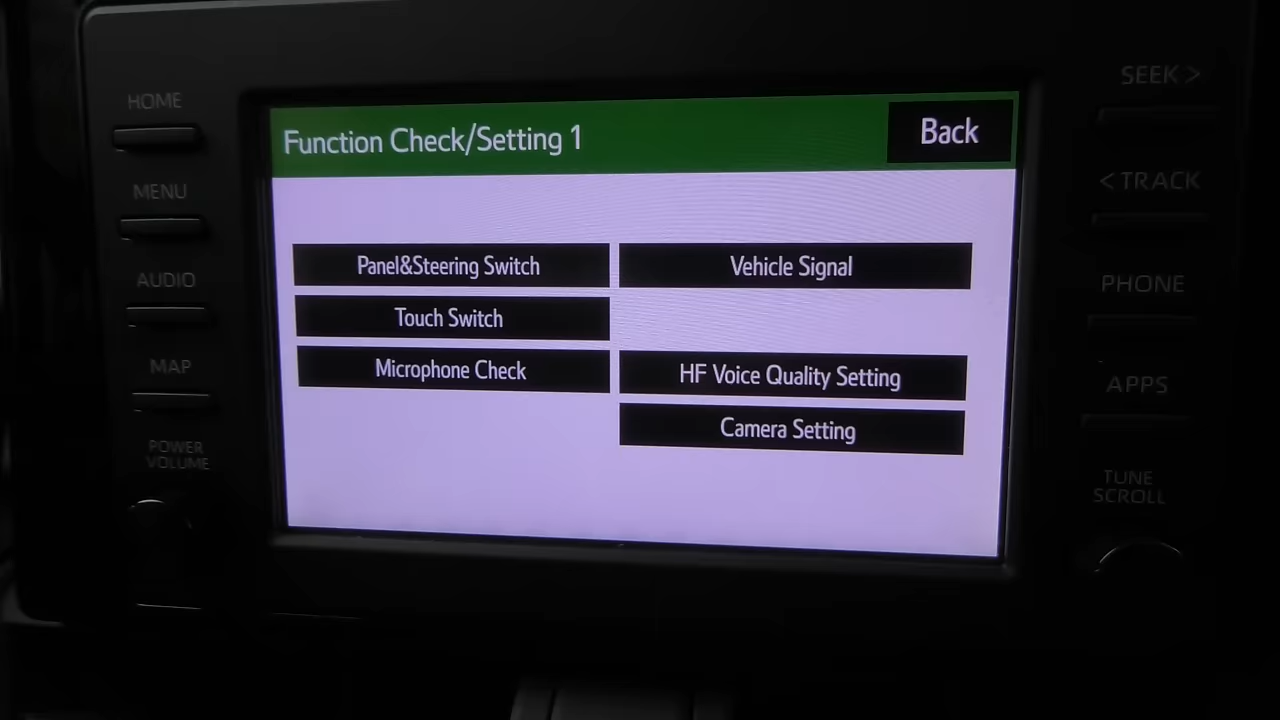 HOME
MENU
AUDIO
MAP
POWER
VOLUME
Function Check/Setting 1
Back
Panel&Steering Switch
Vehicle Signal
Touch Switch
Microphone Check
HF Voice Quality Setting
Camera Setting
SEEK >
< TRACK
PHONE
APPS
TUNE
SCROLL